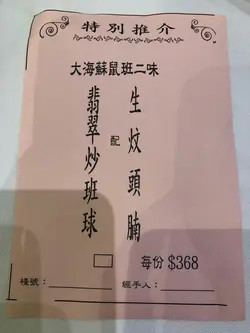 特別推介
大海蘇鼠班二味
生炆頭腩
配
翡翠炒班球
每份 $368
檯號：
經手人：